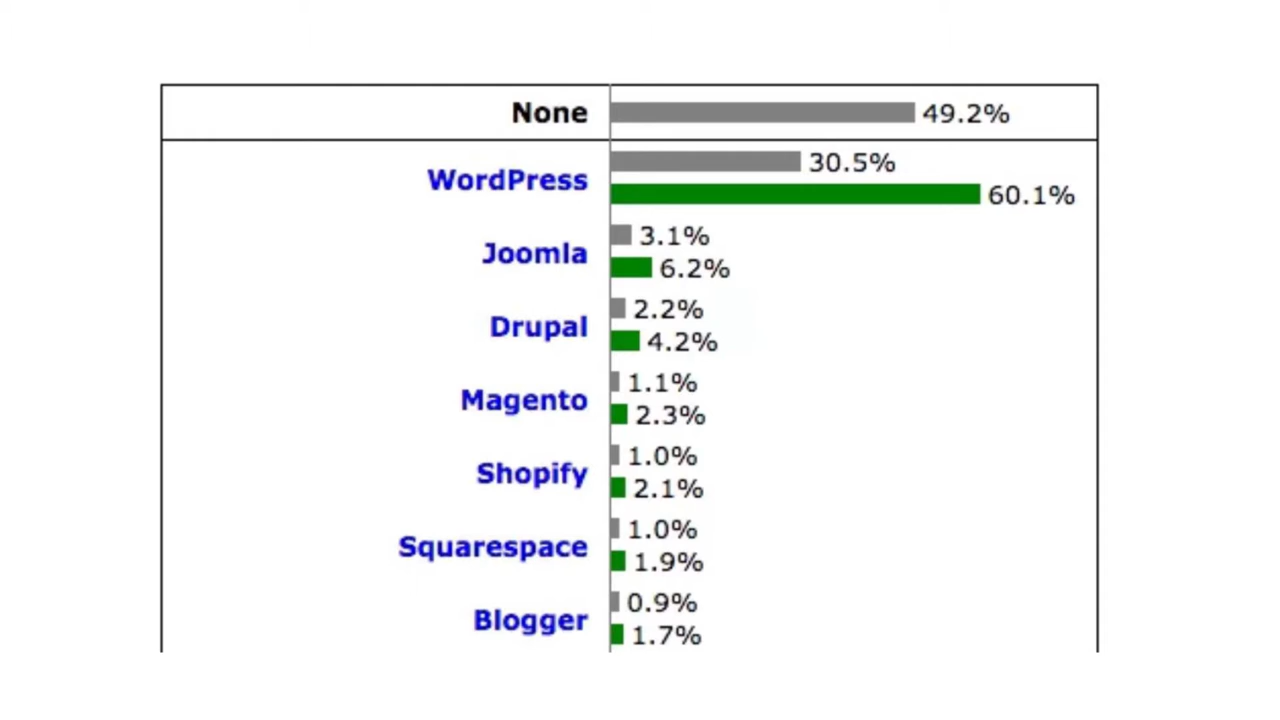 None 49.2%
WordPress 30.5%
60.1%
Joomla 3.1%
6.2%
Drupal 2.2%
4.2%
Magento 1.1%
2.3%
Shopify 1.0%
2.1%
Squarespace 1.0%
1.9%
Blogger 0.9%
1.7%